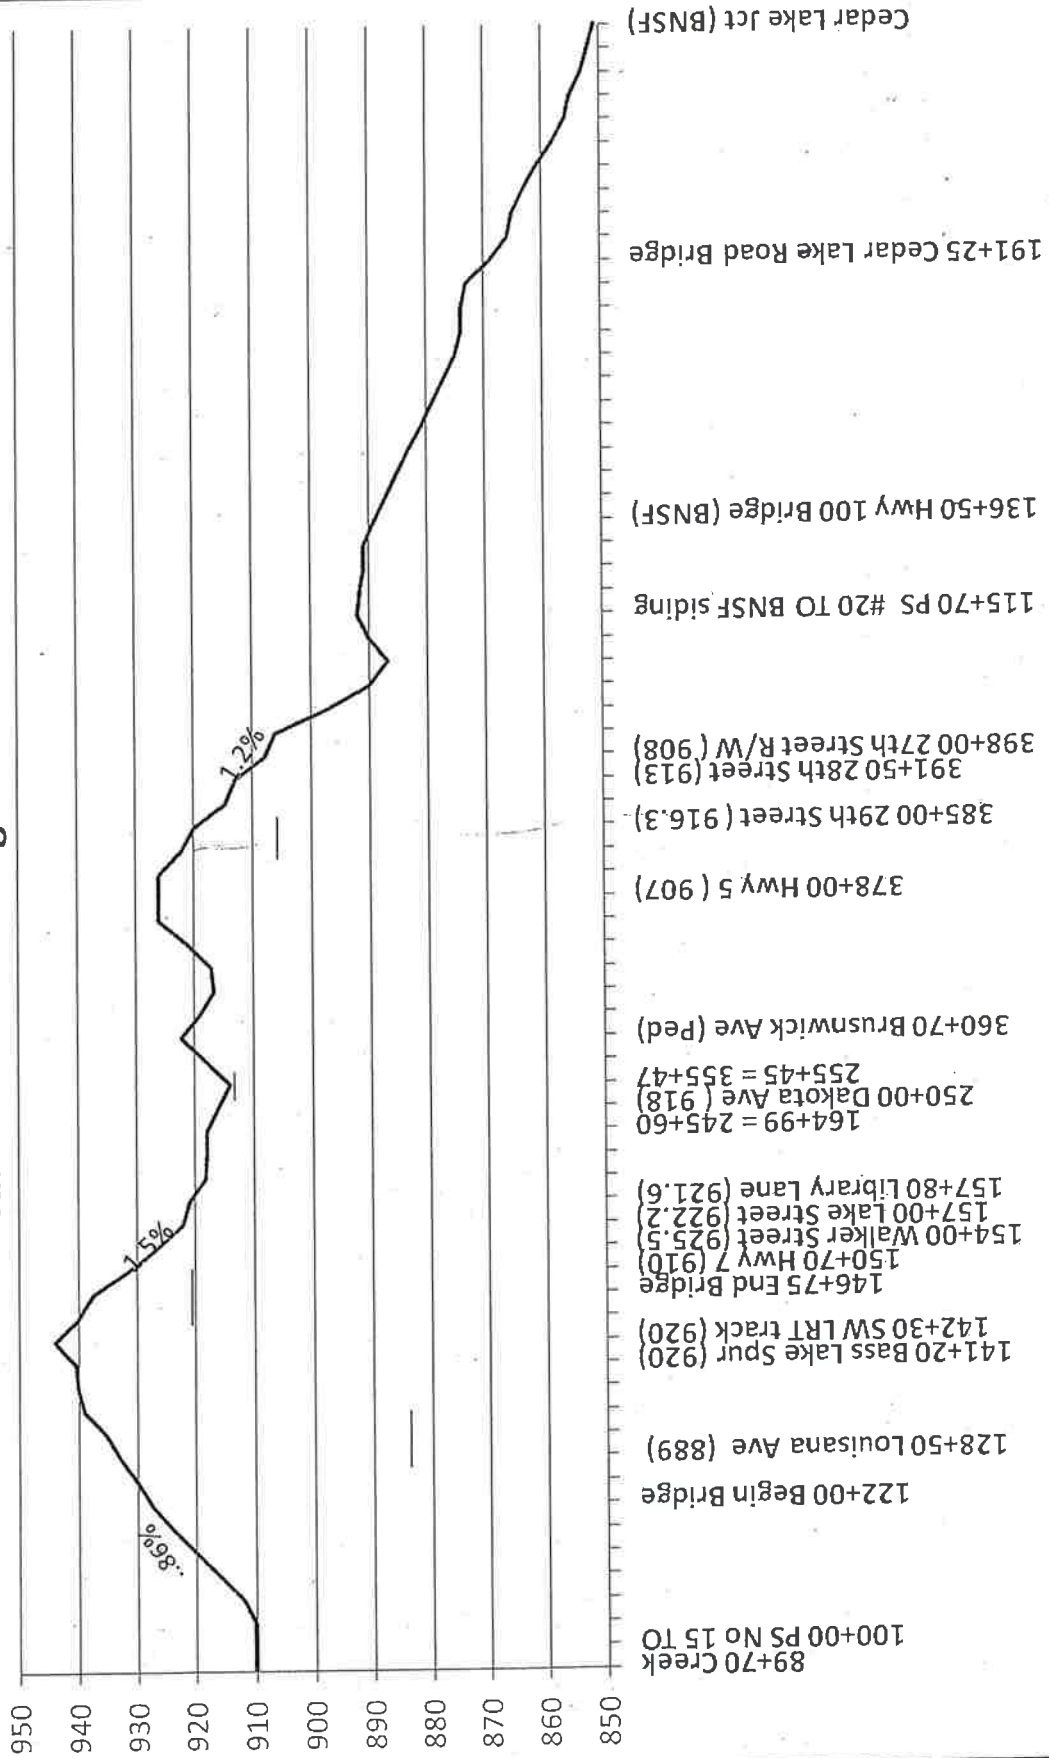 950
940
930
920
910
900
890
880
870
860
850
.86%
1.5%
1.2%
89+70 Creek
100+00 PS No 15 TO
122+00 Begin Bridge
128+50 Louisana Ave (889)
141+20 Bass Lake Spur (920)
142+30 SW LRT track (920)
146+75 End Bridge
150+70 Hwy 7 (910)
154+00 Walker Street (925.5)
157+00 Lake Street (922.2)
157+80 Library Lane (921.6)
164+99 = 245+60
250+00 Dakota Ave ( 918)
255+45 = 355+47
360+70 Brusnwick Ave (Ped)
378+00 Hwy 5 ( 907)
385+00 29th Street ( 916.3)
391+50 28th Street (913)
398+00 27th Street R/W ( 908)
115+70 PS #20 TO BNSF siding
136+50 Hwy 100 Bridge (BNSF)
191+25 Cedar Lake Road Bridge
Cedar Lake Jct (BNSF)